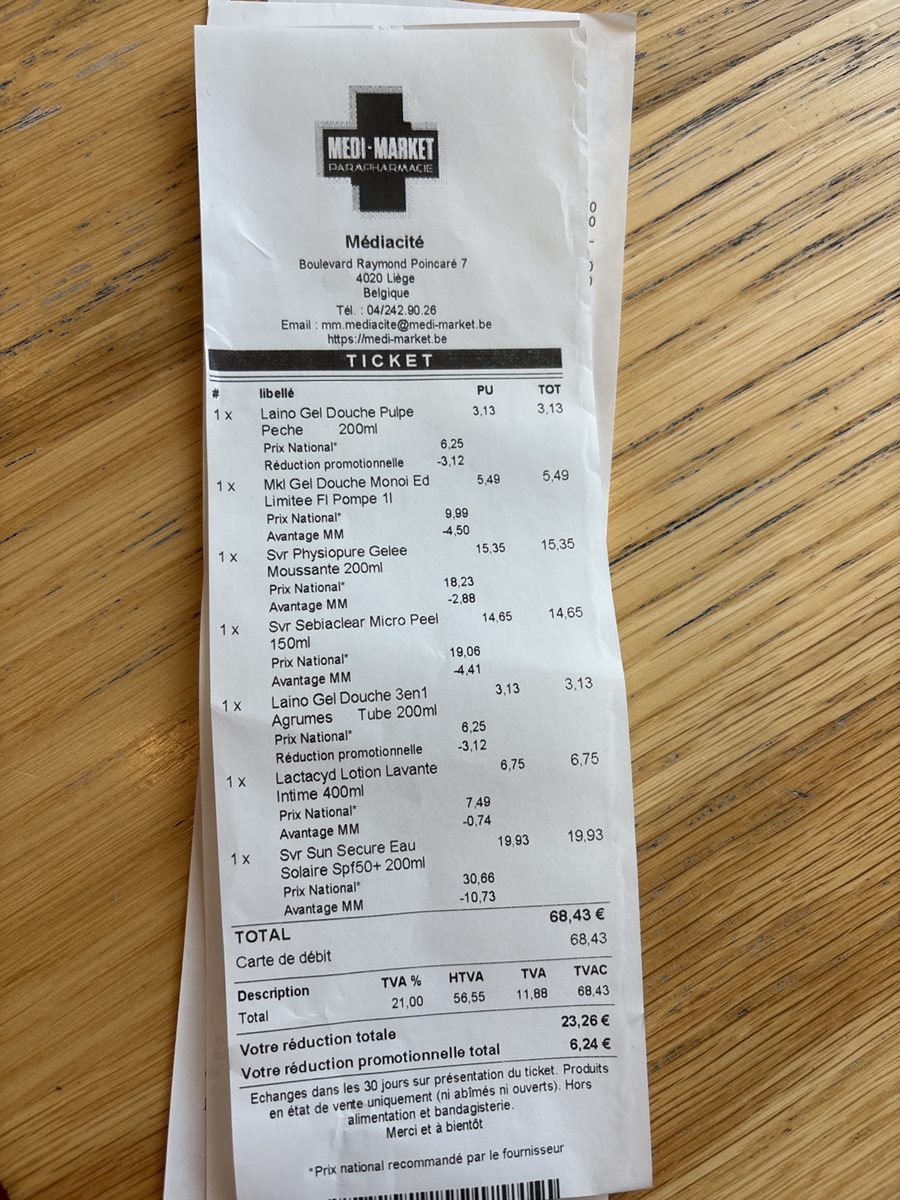 MEDI-MARKET
PARAPHARMACIE
Médiacité
Boulevard Raymond Poincaré 7
4020 Liège
Belgique
Tél. : 04/242.90.26
Email : mm.mediacite@medi-market.be
https://medi-market.be
TICKET
# libellé PU TOT
1 x Laino Gel Douche Pulpe 3,13 3,13
Peche 200ml
Prix National* 6,25
Réduction promotionnelle -3,12
1 x Mkl Gel Douche Monoi Ed 5,49 5,49
Limitee Fl Pompe 1l
Prix National* 9,99
Avantage MM -4,50
1 x Svr Physiopure Gelee 15,35 15,35
Moussante 200ml
Prix National* 18,23
Avantage MM -2,88
1 x Svr Sebiaclear Micro Peel 14,65 14,65
150ml
Prix National* 19,06
Avantage MM -4,41
1 x Laino Gel Douche 3en1 3,13 3,13
Agrumes Tube 200ml
Prix National* 6,25
Réduction promotionnelle -3,12
1 x Lactacyd Lotion Lavante 6,75 6,75
Intime 400ml
Prix National* 7,49
Avantage MM -0,74
1 x Svr Sun Secure Eau 19,93 19,93
Solaire Spf50+ 200ml
Prix National* 30,66
Avantage MM -10,73
TOTAL 68,43 €
Carte de débit 68,43
Description TVA % HTVA TVA TVAC
Total 21,00 56,55 11,88 68,43
Votre réduction totale 23,26 €
Votre réduction promotionnelle total 6,24 €
Echanges dans les 30 jours sur présentation du ticket. Produits
en état de vente uniquement (ni abîmés ni ouverts). Hors
alimentation et bandagisterie.
Merci et à bientôt
*Prix national recommandé par le fournisseur